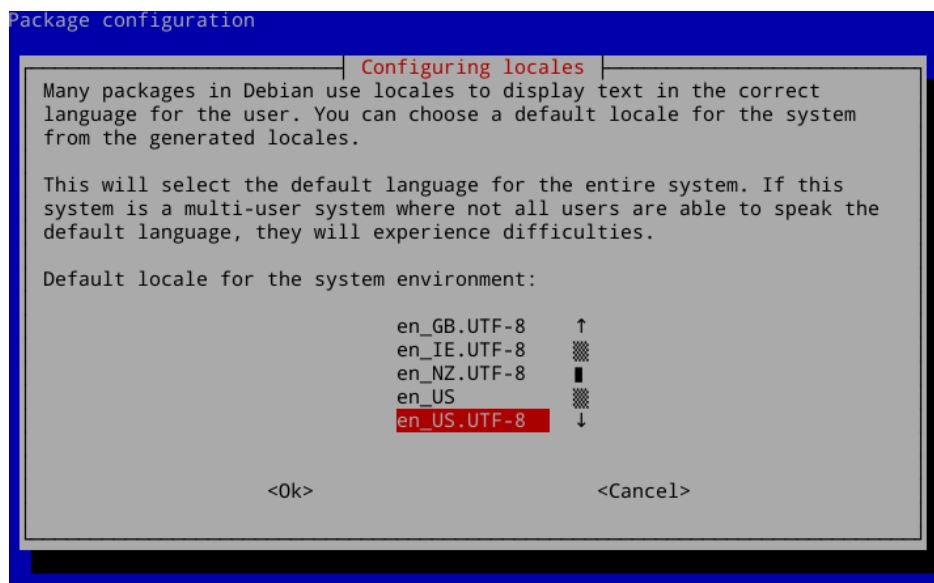 Package configuration
Configuring locales
Many packages in Debian use locales to display text in the correct
language for the user. You can choose a default locale for the system
from the generated locales.
This will select the default language for the entire system. If this
system is a multi-user system where not all users are able to speak the
default language, they will experience difficulties.
Default locale for the system environment:
en_GB.UTF-8 ↑
en_IE.UTF-8
en_NZ.UTF-8
en_US
en_US.UTF-8 ↓
<Ok> <Cancel>